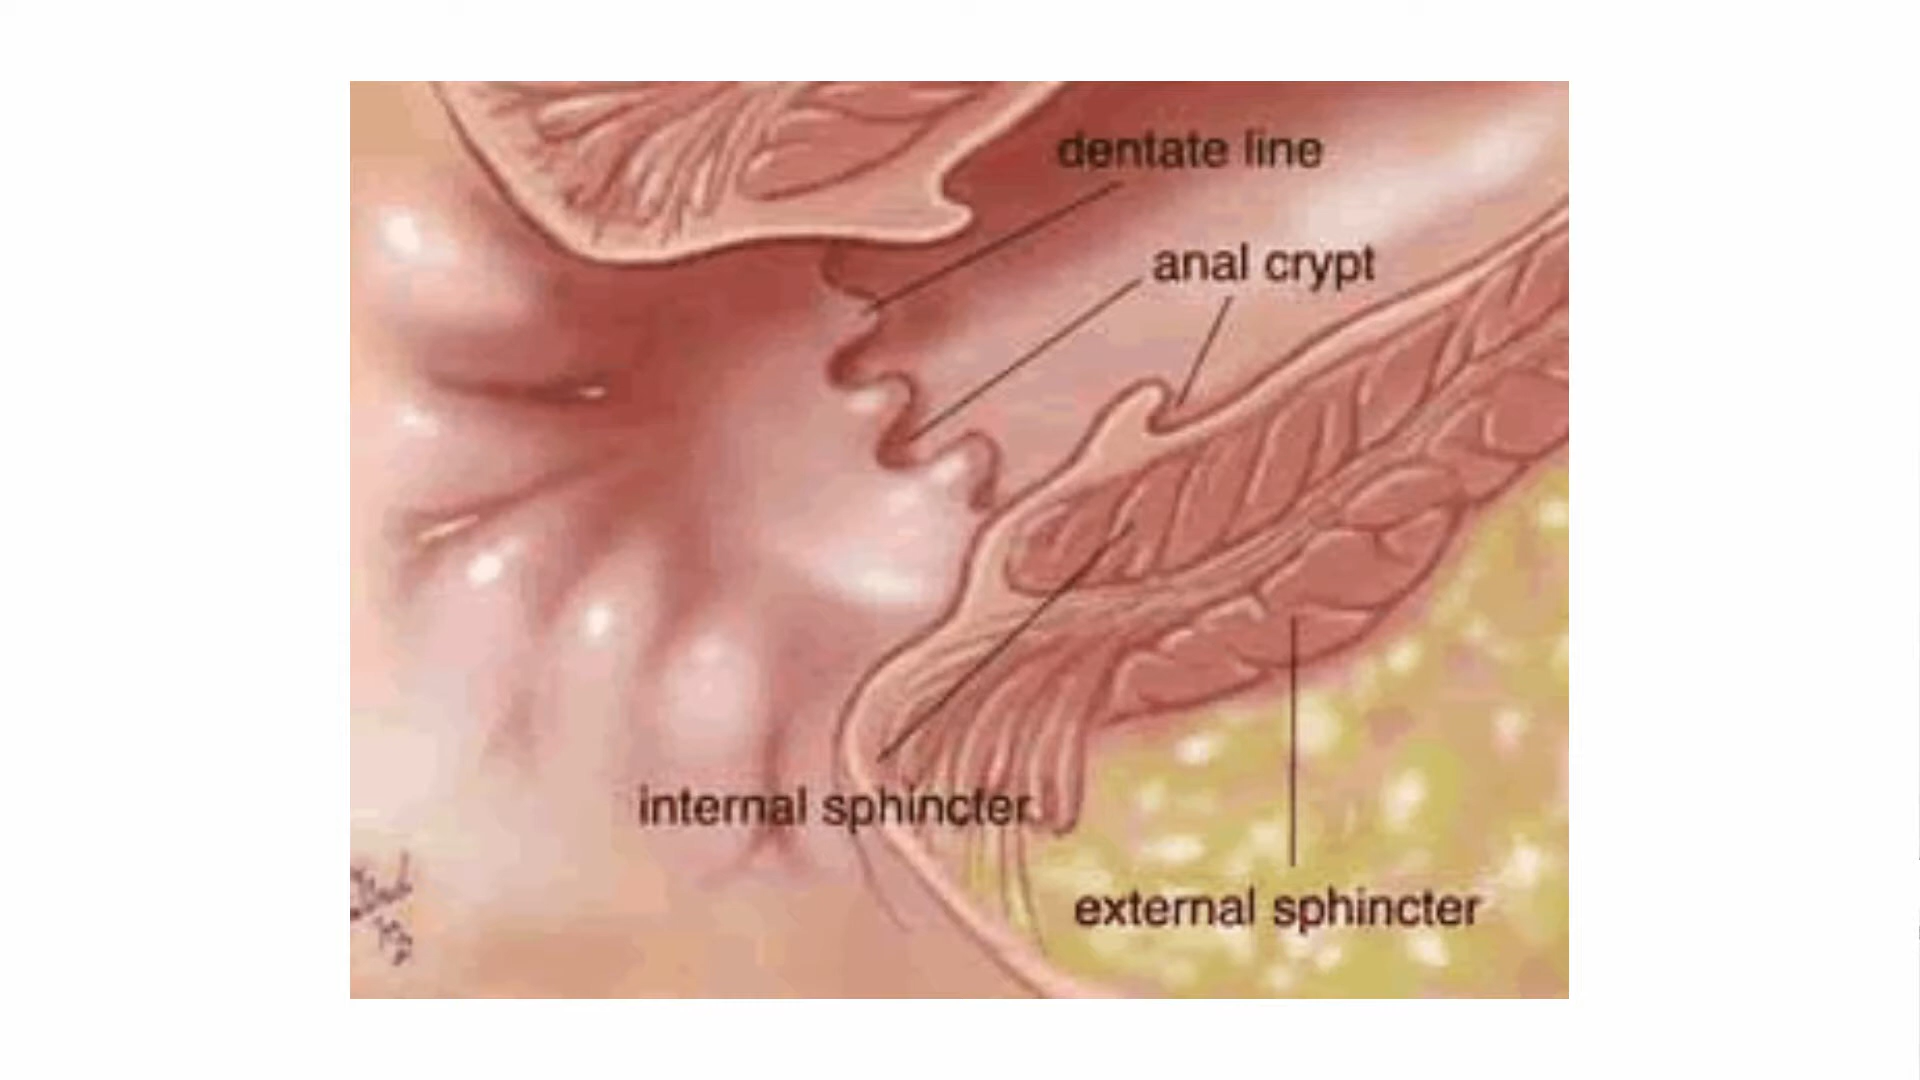 dentate line
anal crypt
internal sphincter
external sphincter